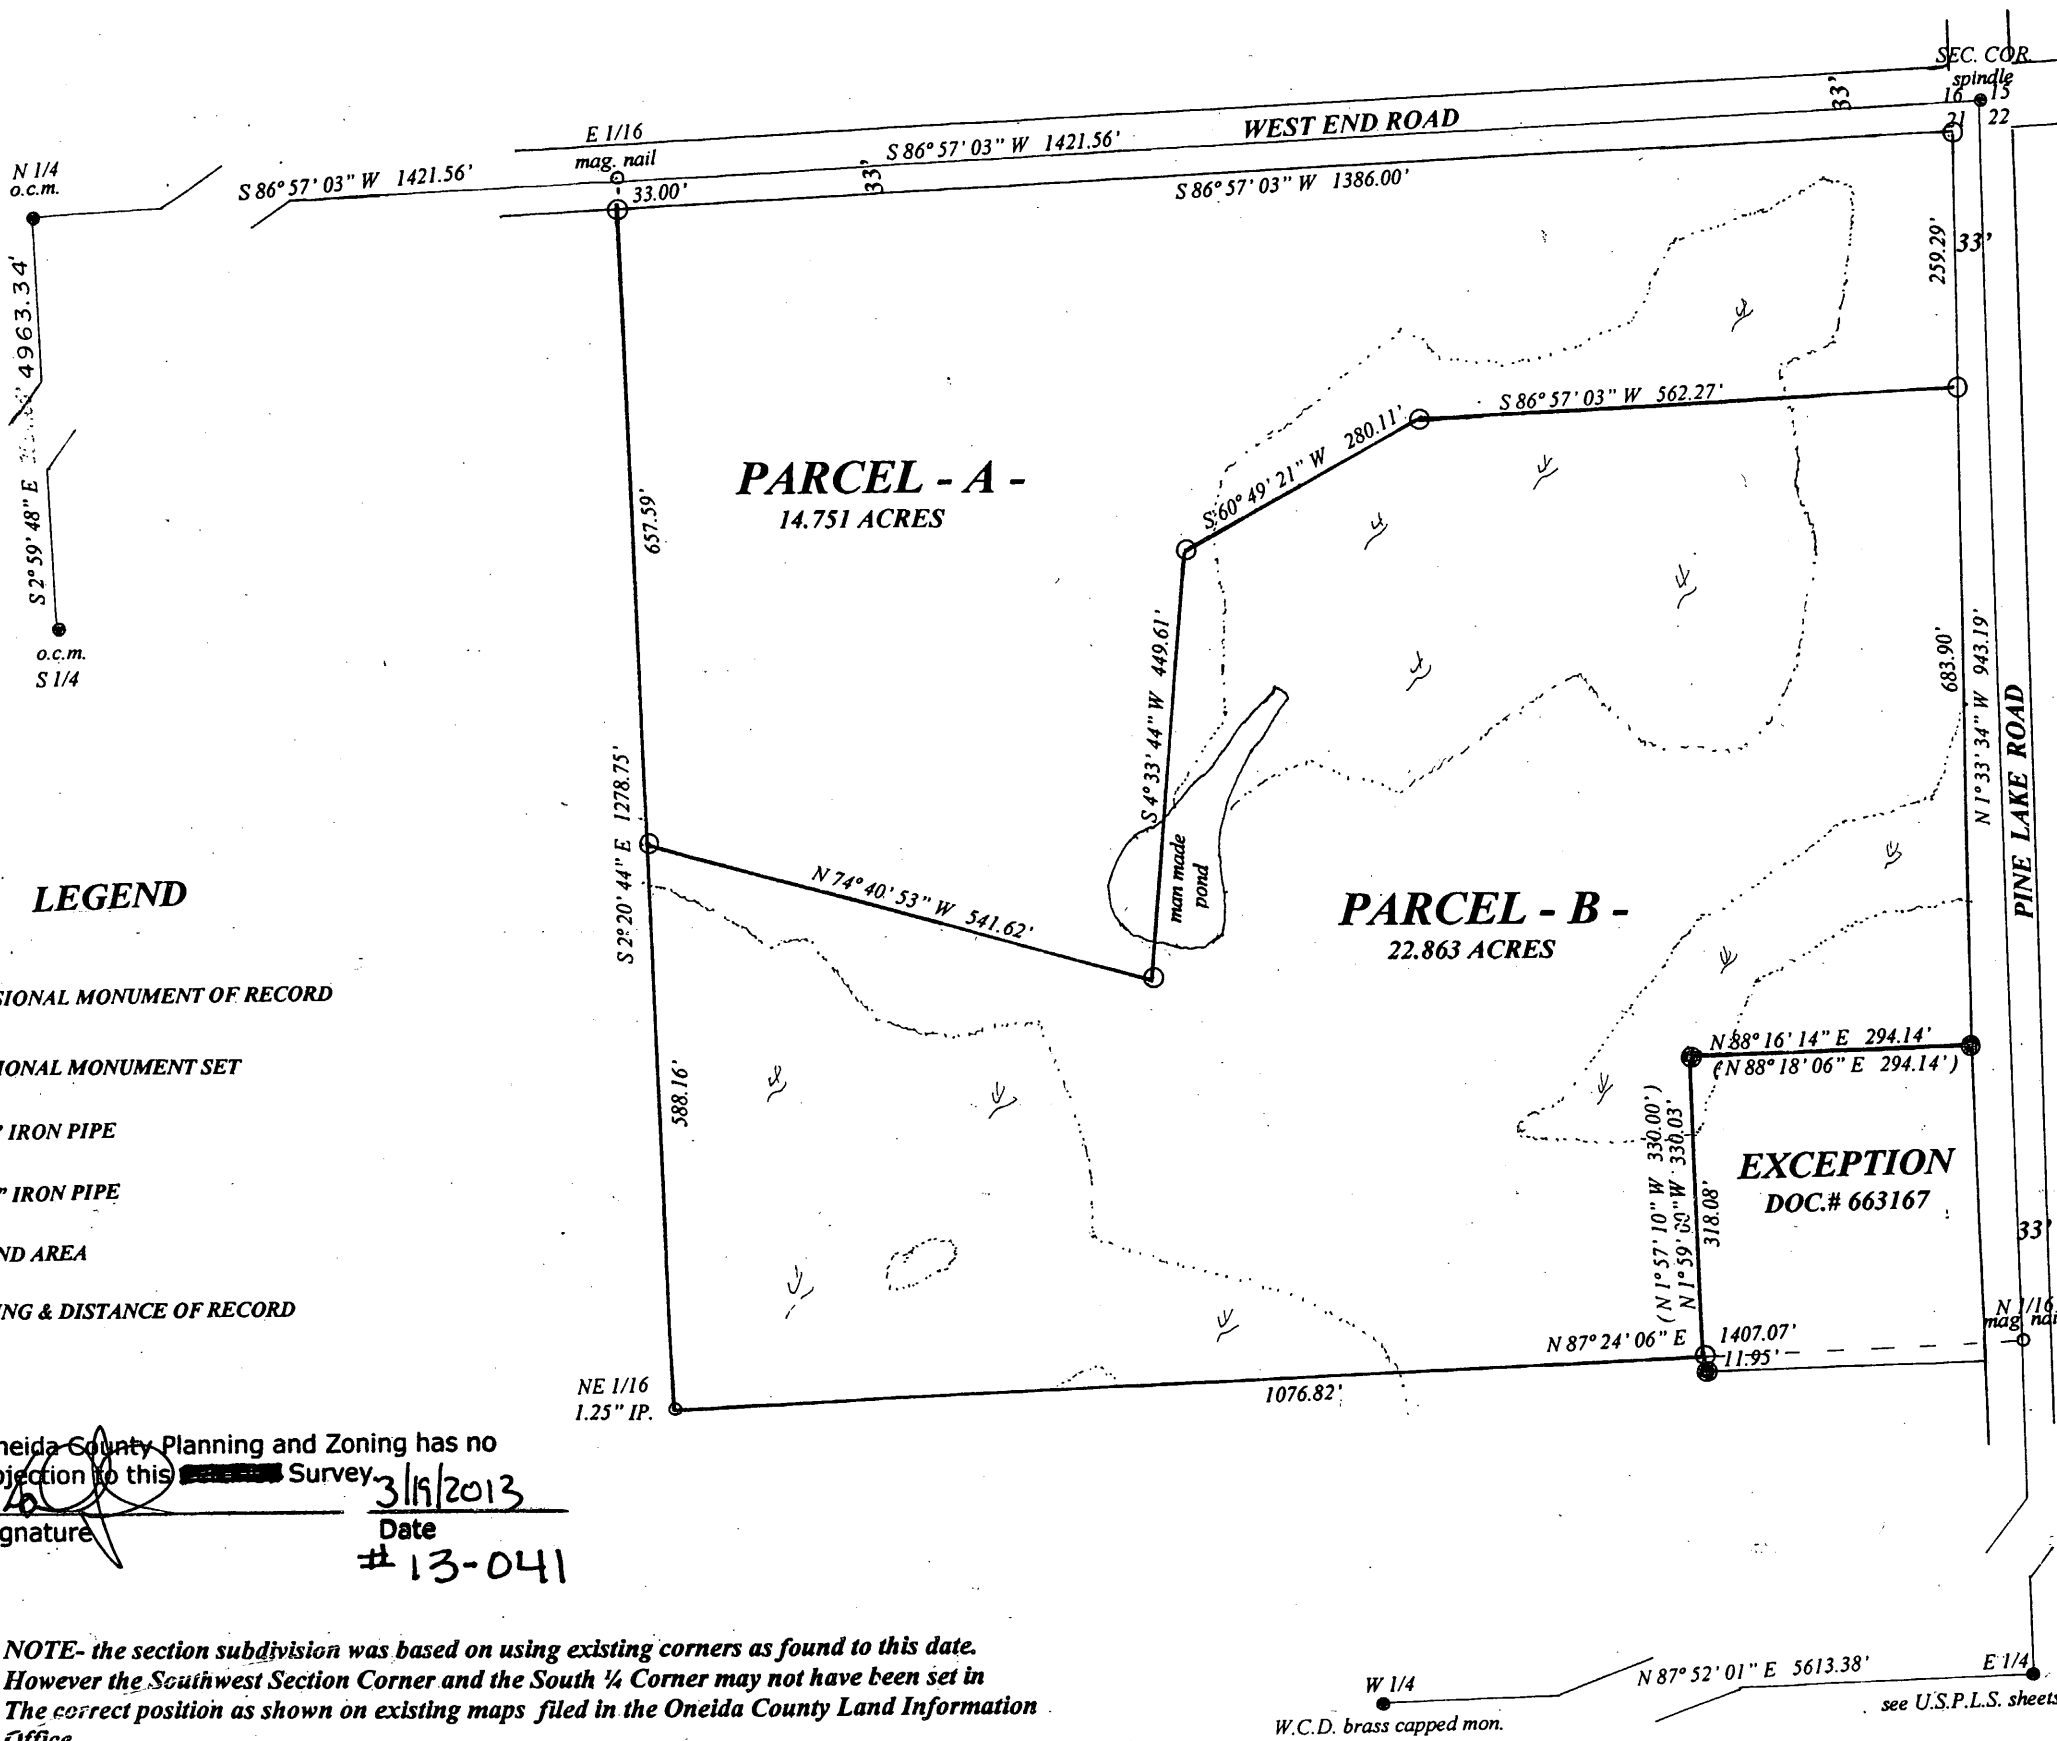 SEC. COR.
spindle
16 15
21 22
33'
WEST END ROAD
E 1/16
mag. nail
S 86° 57' 03" W 1421.56'
N 1/4
o.c.m.
S 86° 57' 03" W 1421.56'
33.00'
33'
S 86° 57' 03" W 1386.00'
259.29'
33'
4963.34'
S 2° 59' 48" E
o.c.m.
S 1/4
S 86° 57' 03" W 562.27'
S 60° 49' 21" W 280.11'
PARCEL - A -
14.751 ACRES
657.59'
S 4° 33' 44" W 449.61'
683.90'
N 1° 33' 34" W 943.19'
PINE LAKE ROAD
S 2° 20' 44" E 1278.75'
N 74° 40' 53" W 541.62'
man made
pond
PARCEL - B -
22.863 ACRES
LEGEND
SIONAL MONUMENT OF RECORD
IONAL MONUMENT SET
" IRON PIPE
" IRON PIPE
ND AREA
NG & DISTANCE OF RECORD
588.16'
N 88° 16' 14" E 294.14'
( N 88° 18' 06" E 294.14' )
( N 1° 57' 10" W 330.00' )
N 1° 59' 00" W 330.03'
318.08'
EXCEPTION
DOC.# 663167
33'
N 1/16
mag nai
N 87° 24' 06" E 1407.07'
11.95'
NE 1/16
1.25" IP.
1076.82'
neida County Planning and Zoning has no
jection to this Survey.
3/19/2013
gnature
Date
# 13-041
NOTE- the section subdivision was based on using existing corners as found to this date.
However the Southwest Section Corner and the South ¼ Corner may not have been set in
The correct position as shown on existing maps filed in the Oneida County Land Information
Office
W 1/4
W.C.D. brass capped mon.
N 87° 52' 01" E 5613.38'
E 1/4
see U.S.P.L.S. sheets